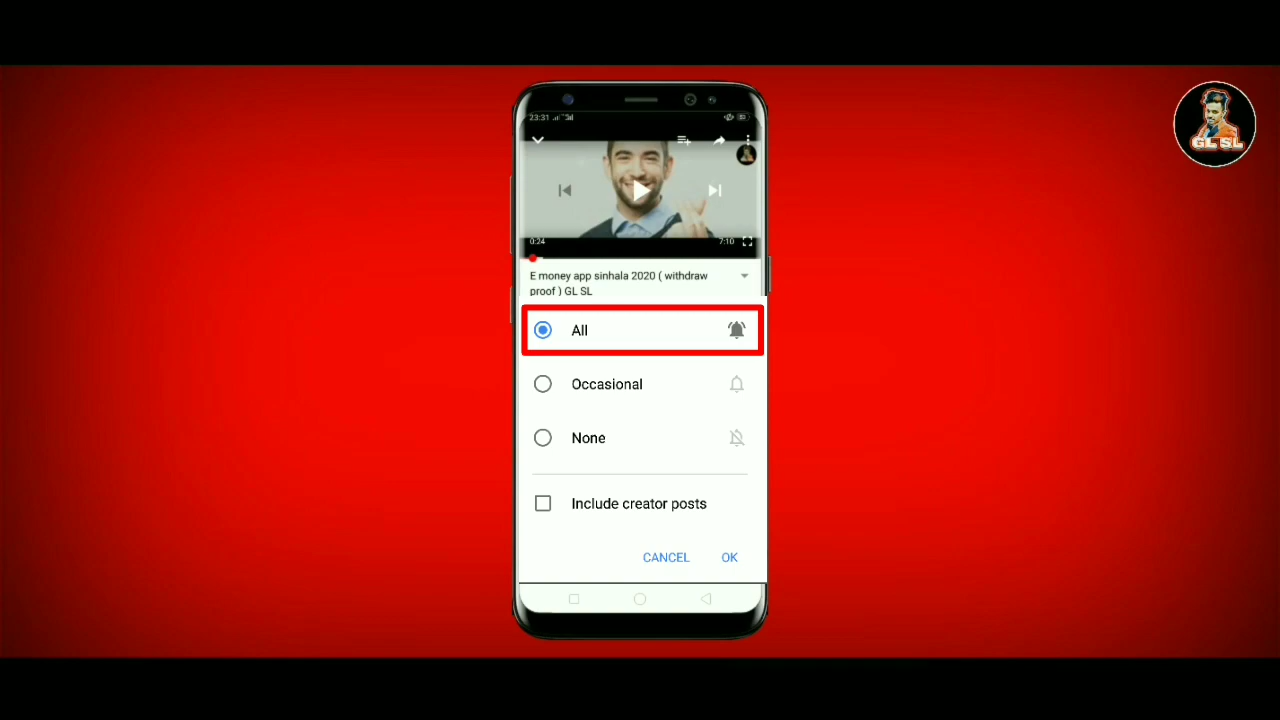 GL SL
23:31
0:24
7:10
E money app sinhala 2020 ( withdraw
proof ) GL SL
All
Occasional
None
Include creator posts
CANCEL OK